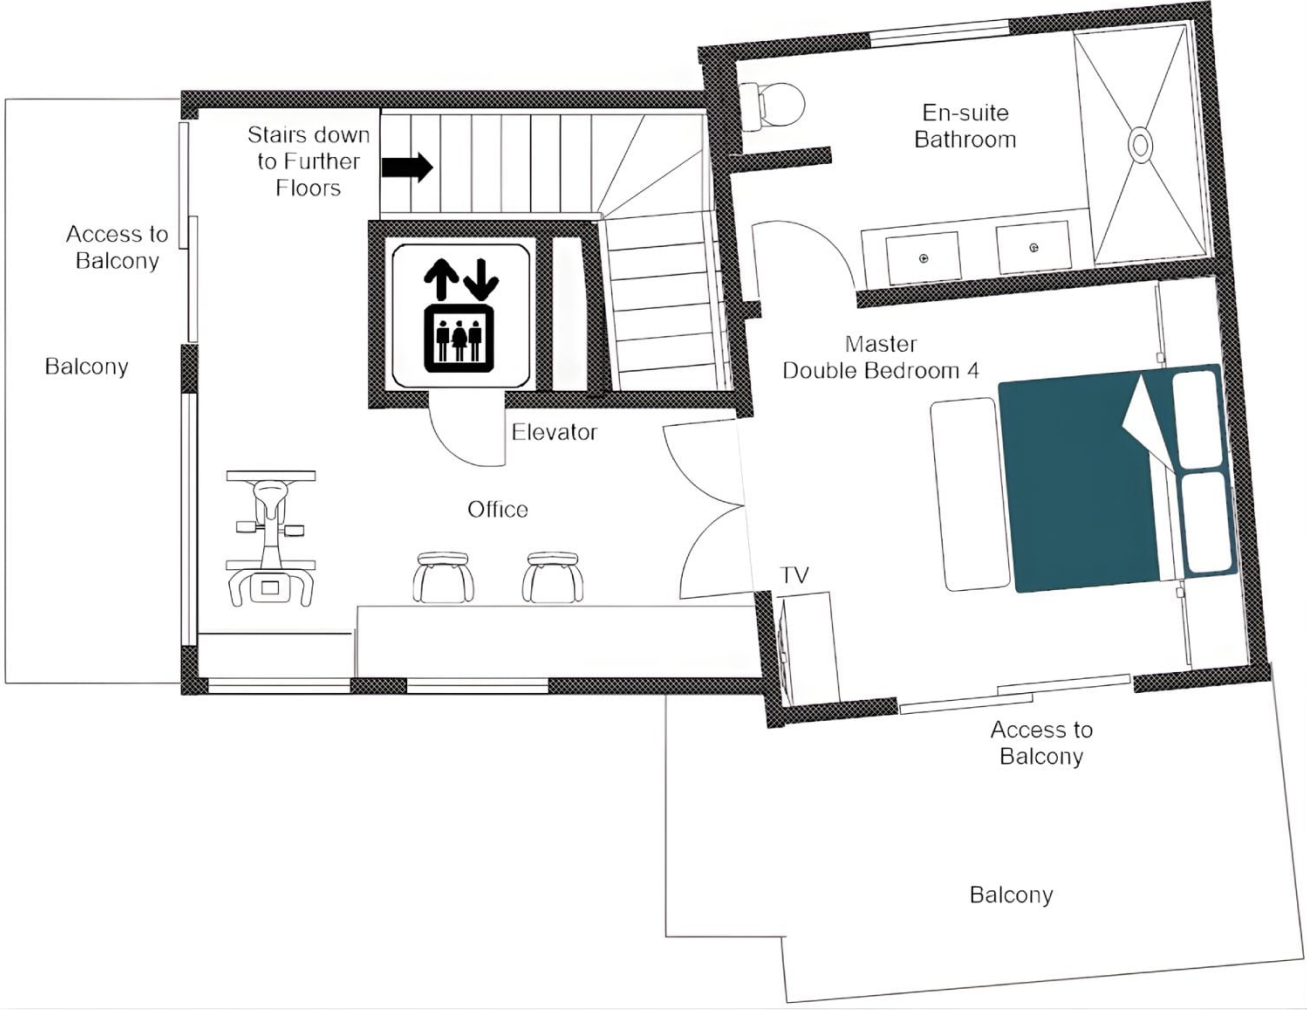 En-suite
Bathroom
Stairs down
to Further
Floors
Access to
Balcony
Balcony
Master
Double Bedroom 4
Elevator
Office
TV
Access to
Balcony
Balcony